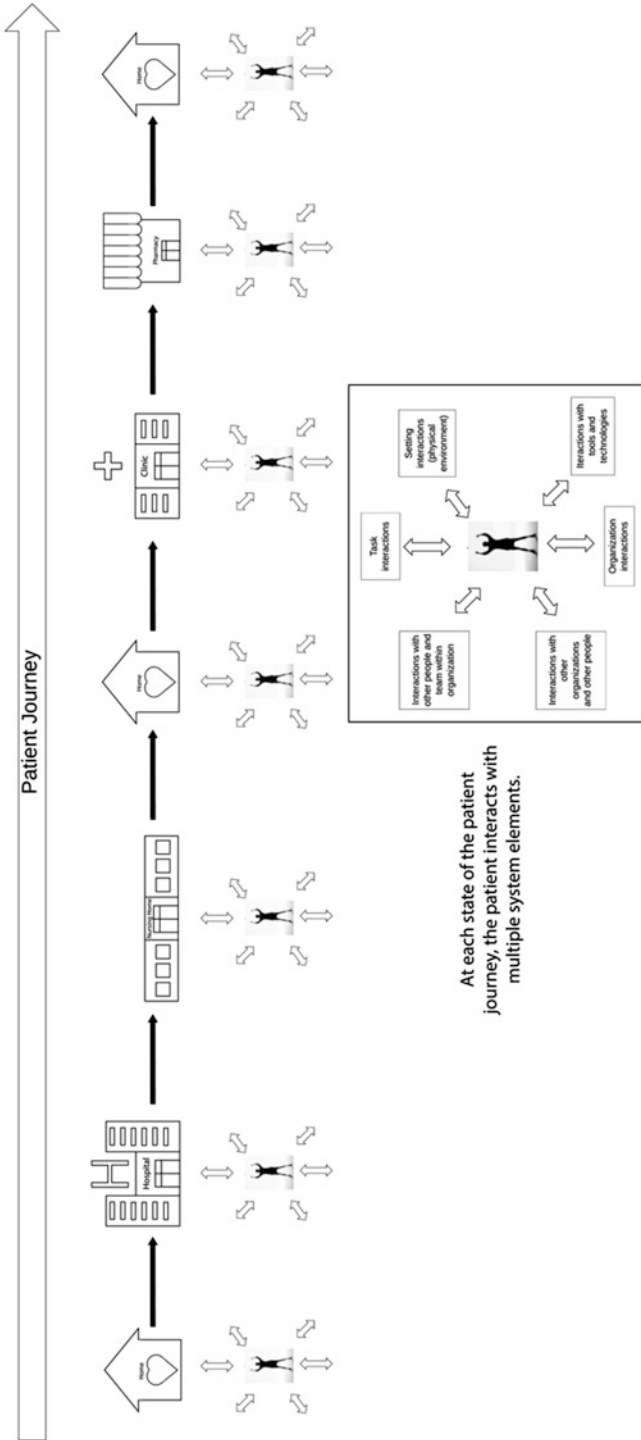 Patient Journey
Home
Hospital
Nursing Home
Home
Clinic
Pharmacy
Home
At each state of the patient
journey, the patient interacts with
multiple system elements.
Task
interactions
Setting
interactions
(physical
environment)
Iteractions with
tools and
technologies
Organization
interactions
Interactions with
other
organizations
and other people
Interactions with
other people and
team within
organization